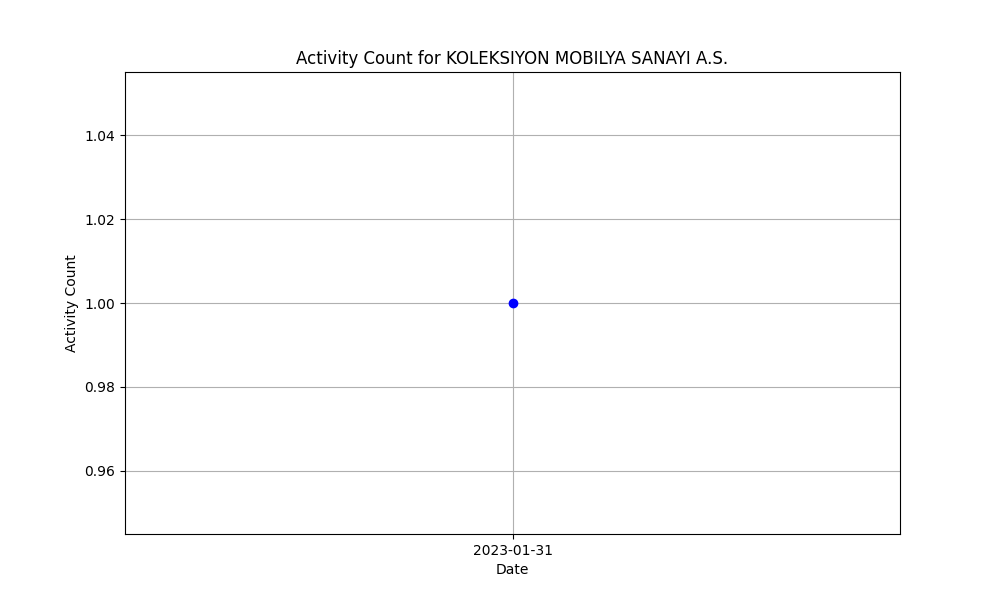 Activity Count for KOLEKSIYON MOBILYA SANAYI A.S.
1.04
1.02
1.00
0.98
0.96
Activity Count
2023-01-31
Date